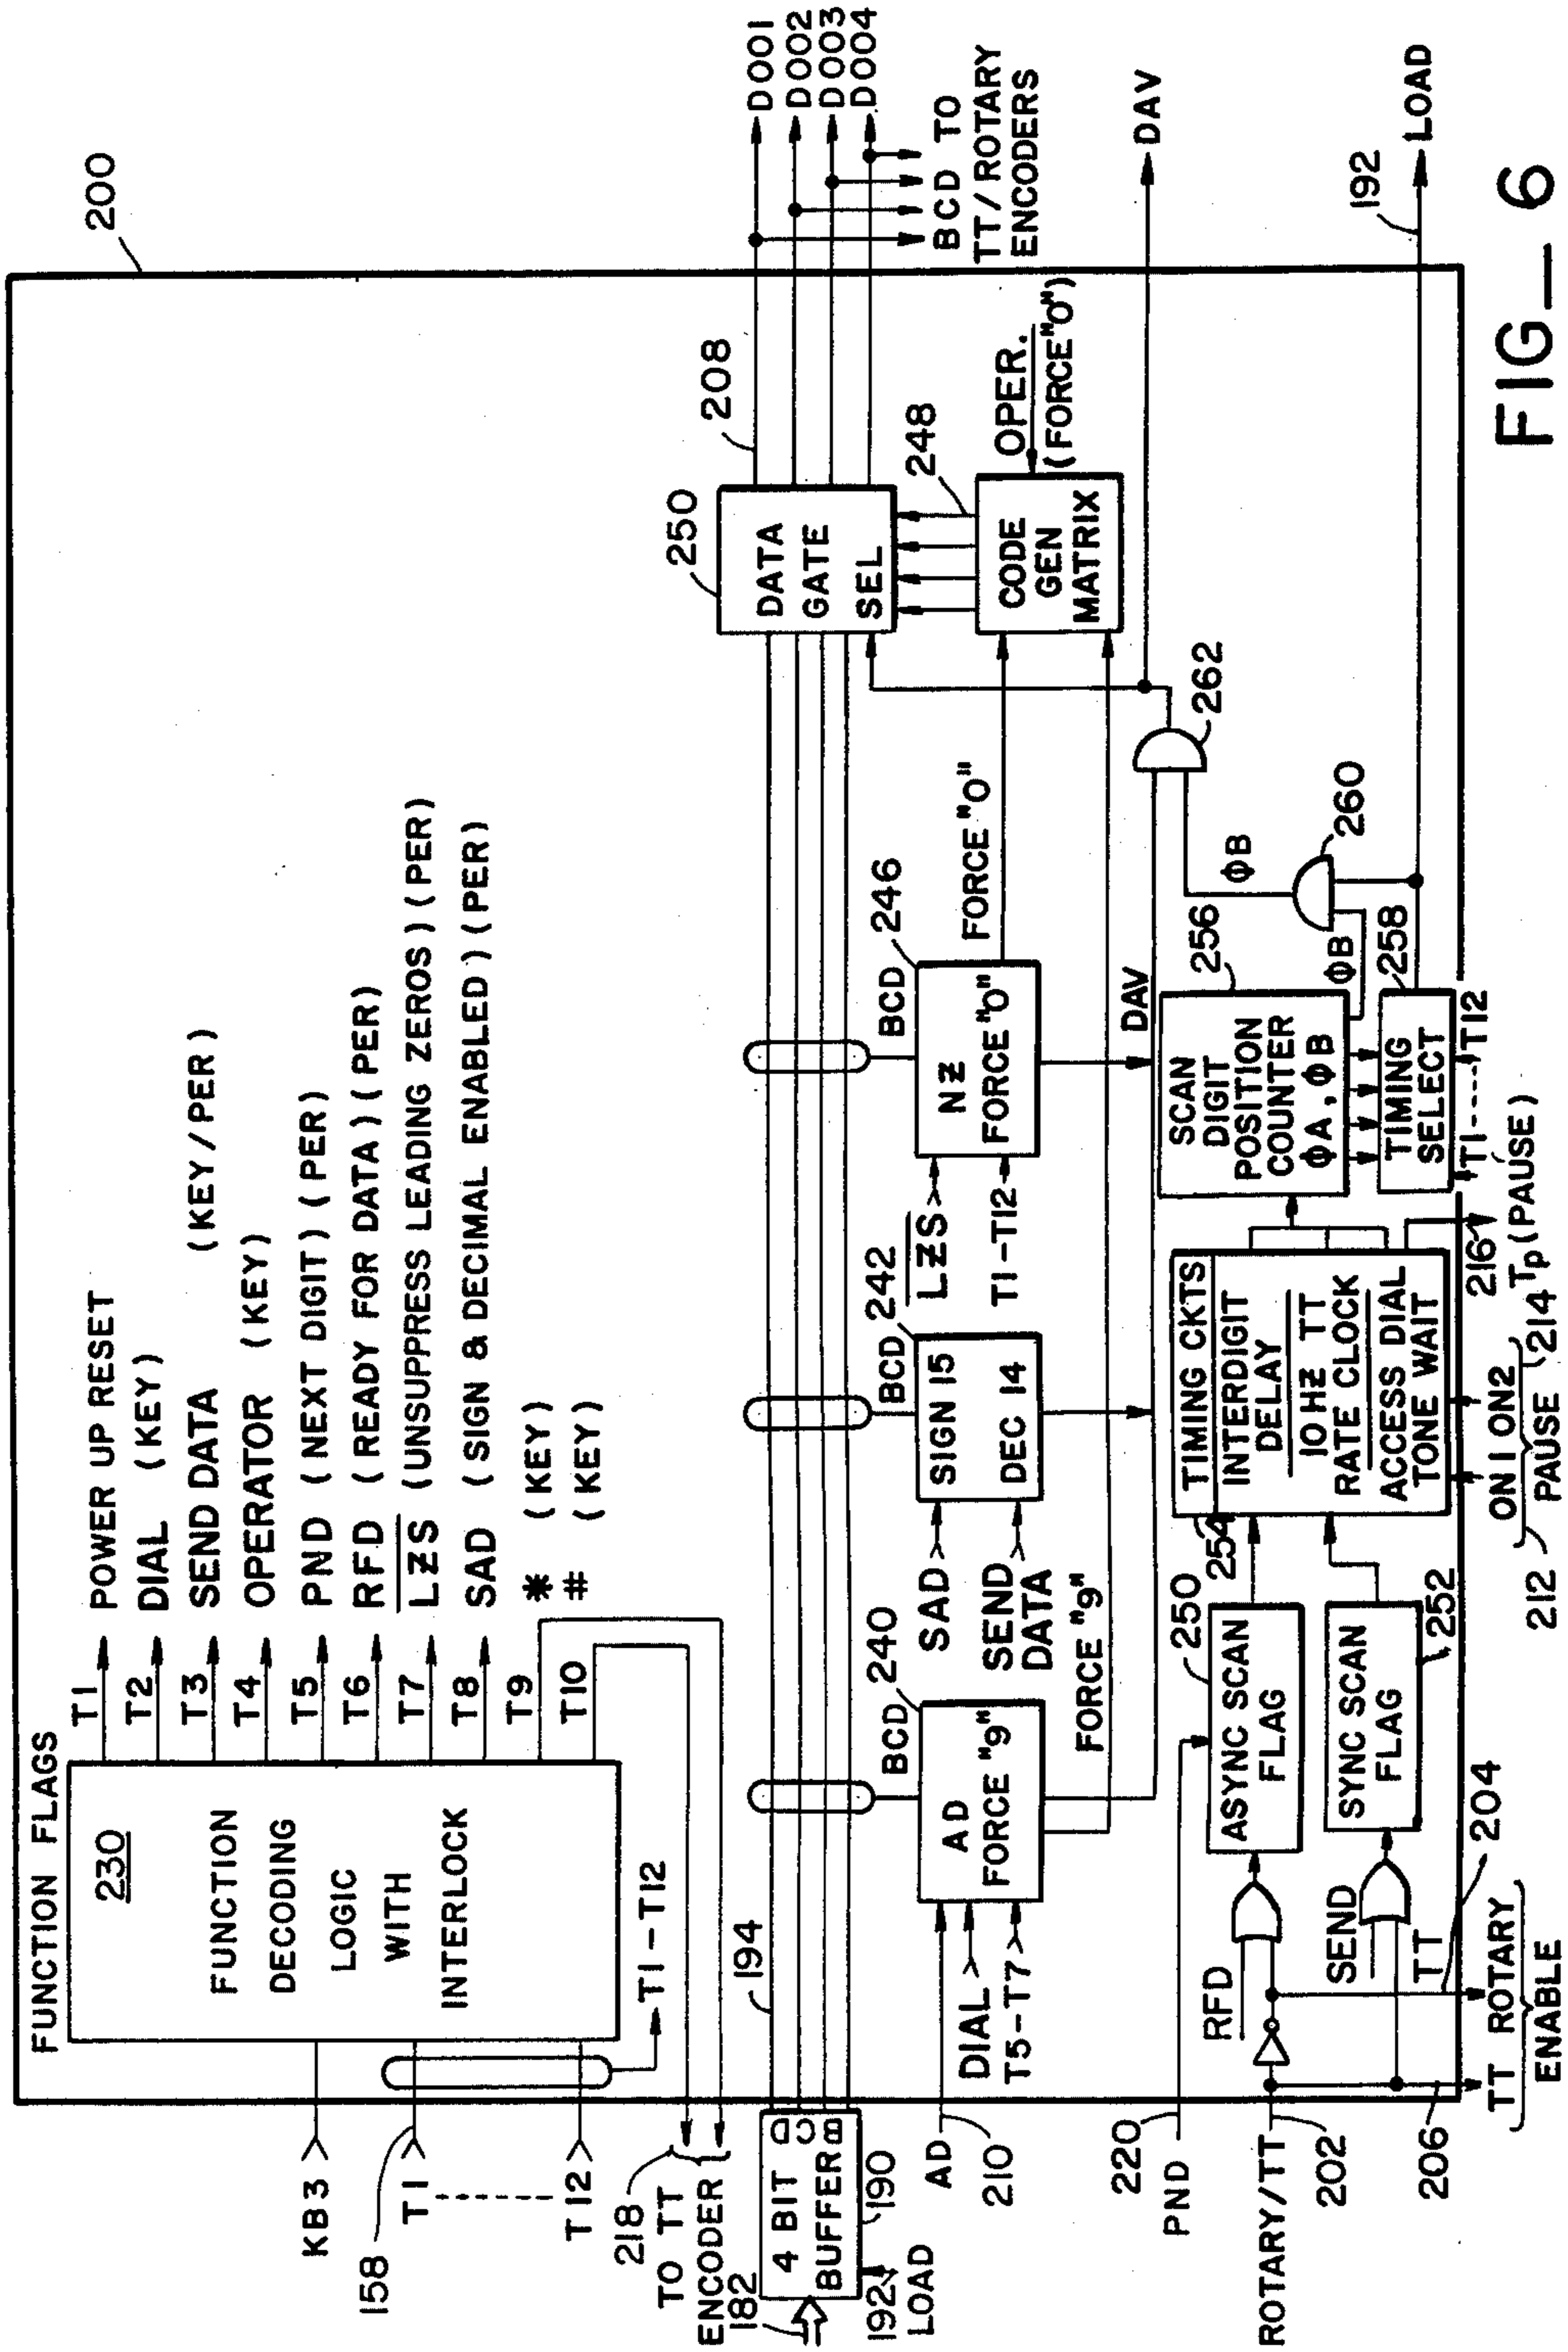 FUNCTION FLAGS
230
FUNCTION
DECODING
LOGIC
WITH
INTERLOCK
KB3
158
T1
T12
T1-T12
T1 POWER UP RESET
T2 DIAL (KEY)
T3 SEND DATA (KEY/PER)
T4 OPERATOR (KEY)
T5 PND (NEXT DIGIT) (PER)
T6 RFD (READY FOR DATA) (PER)
T7 LZS (UNSUPPRESS LEADING ZEROS) (PER)
T8 SAD (SIGN & DECIMAL ENABLED) (PER)
T9 * (KEY)
T10 # (KEY)
200
218
TO TT
ENCODER
182
4 BIT
BUFFER
BCD
190
192
LOAD
194
BCD
240
AD
FORCE "9"
AD
210
DIAL
T5-T7
FORCE "9"
BCD
242
SIGN 15
DEC 14
SAD
SEND
DATA
BCD
246
NZ
FORCE "0"
LZS
T1-T12
FORCE "0"
DAV
250
DATA
GATE
SEL
208
248
CODE
GEN
MATRIX
OPER.
(FORCE "0")
D001
D002
D003
D004
BCD TO
TT/ROTARY
ENCODERS
DAV
262
220
PND
ROTARY/TT
202
206
RFD
250
ASYNC SCAN
FLAG
SEND
TT
SYNC SCAN
FLAG
252
204
TT ROTARY
ENABLE
254
TIMING CKTS
INTERDIGIT
DELAY
10 HZ TT
RATE CLOCK
ACCESS DIAL
TONE WAIT
ON1 ON2
PAUSE
212
214
216
Tp (PAUSE)
256
SCAN
DIGIT
POSITION
COUNTER
ΦA, ΦB
ΦB
258
TIMING
SELECT
T1----T12
ΦB
260
192
LOAD
FIG_ 6